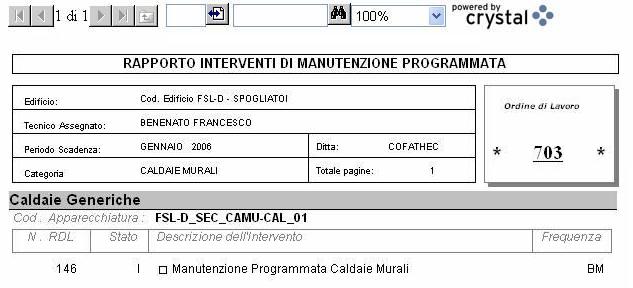 1 di 1 100% powered by crystal
RAPPORTO INTERVENTI DI MANUTENZIONE PROGRAMMATA
Edificio: Cod. Edificio FSL-D - SPOGLIATOI
Tecnico Assegnato: BENENATO FRANCESCO
Periodo Scadenza: GENNAIO 2006 Ditta: COFATHEC
Categoria CALDAIE MURALI Totale pagine: 1
Ordine di Lavoro
* 703 *
Caldaie Generiche
Cod. Apparecchiatura: FSL-D_SEC_CAMU-CAL_01
N. RDL Stato Descrizione dell'Intervento Frequenza
146 I Manutenzione Programmata Caldaie Murali BM